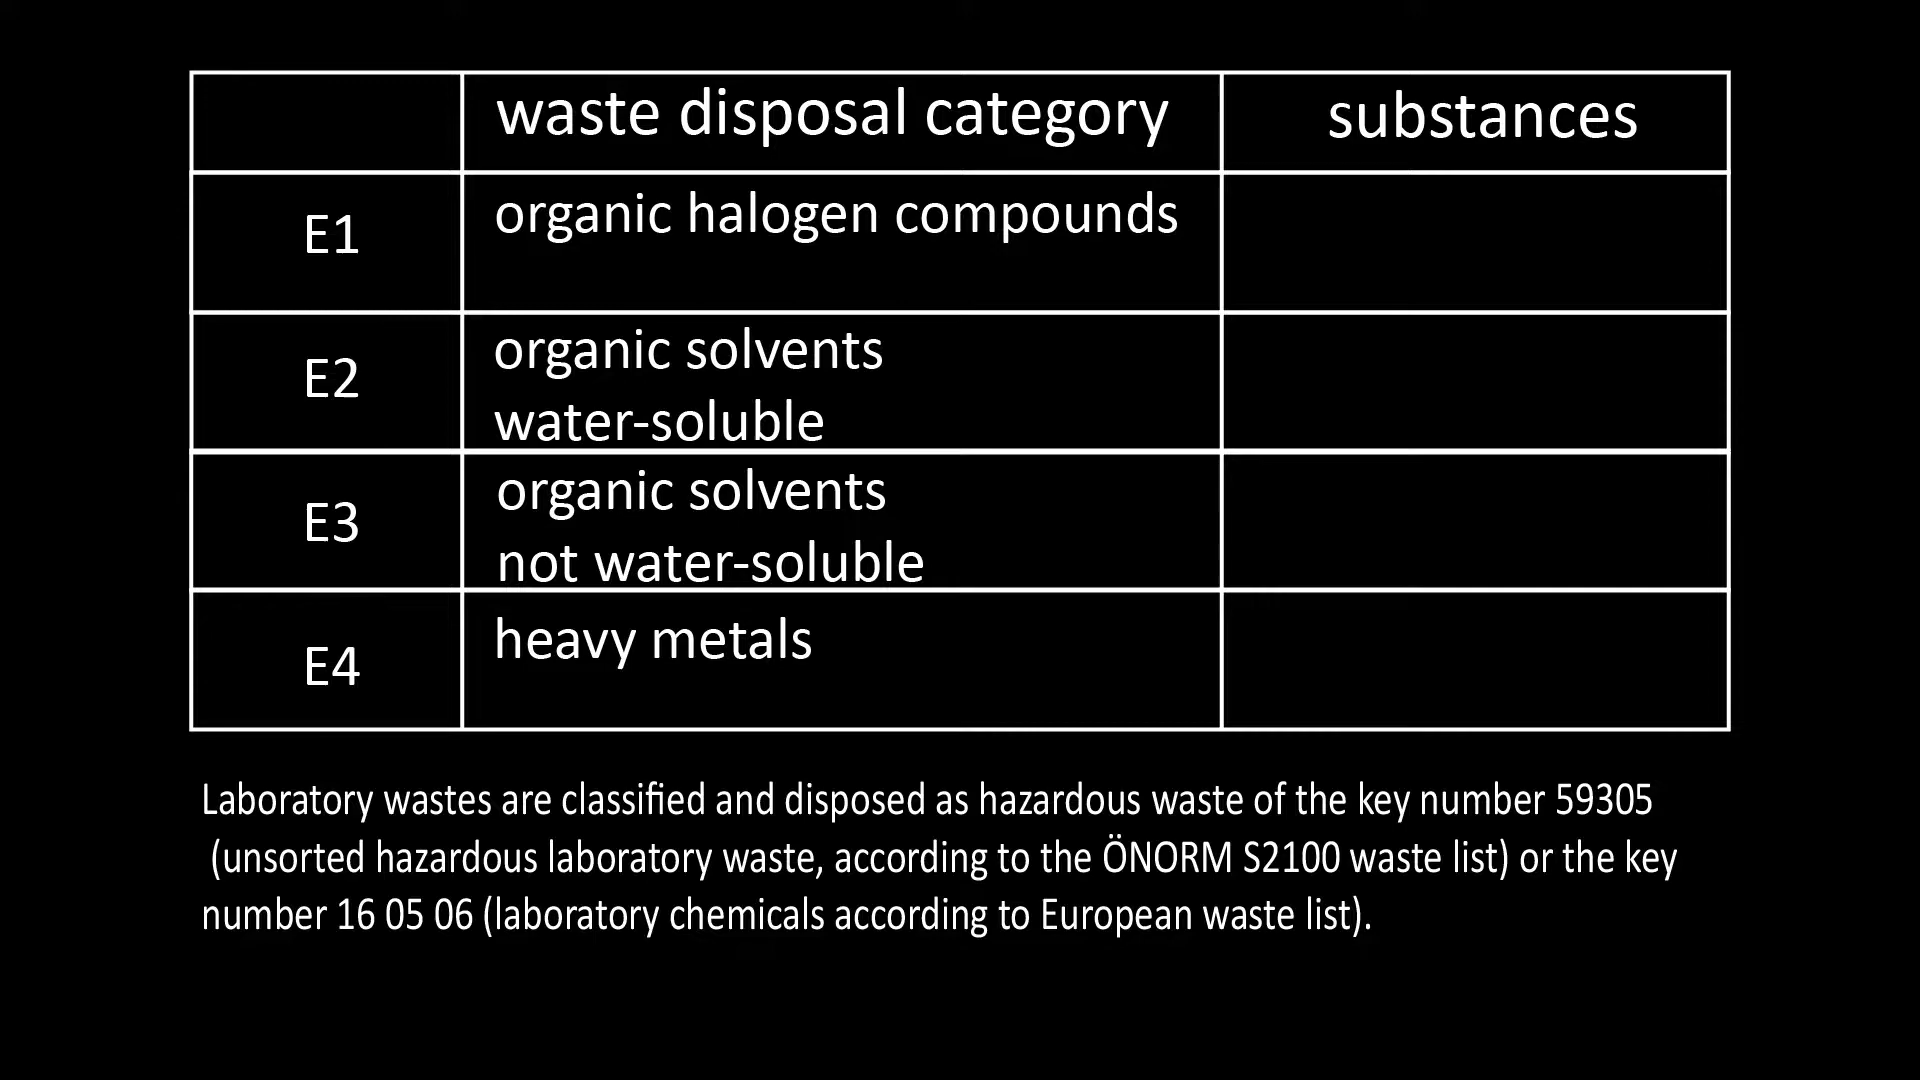 waste disposal category substances
E1 organic halogen compounds
E2 organic solvents
water-soluble
E3 organic solvents
not water-soluble
E4 heavy metals
Laboratory wastes are classified and disposed as hazardous waste of the key number 59305
(unsorted hazardous laboratory waste, according to the ÖNORM S2100 waste list) or the key
number 16 05 06 (laboratory chemicals according to European waste list).